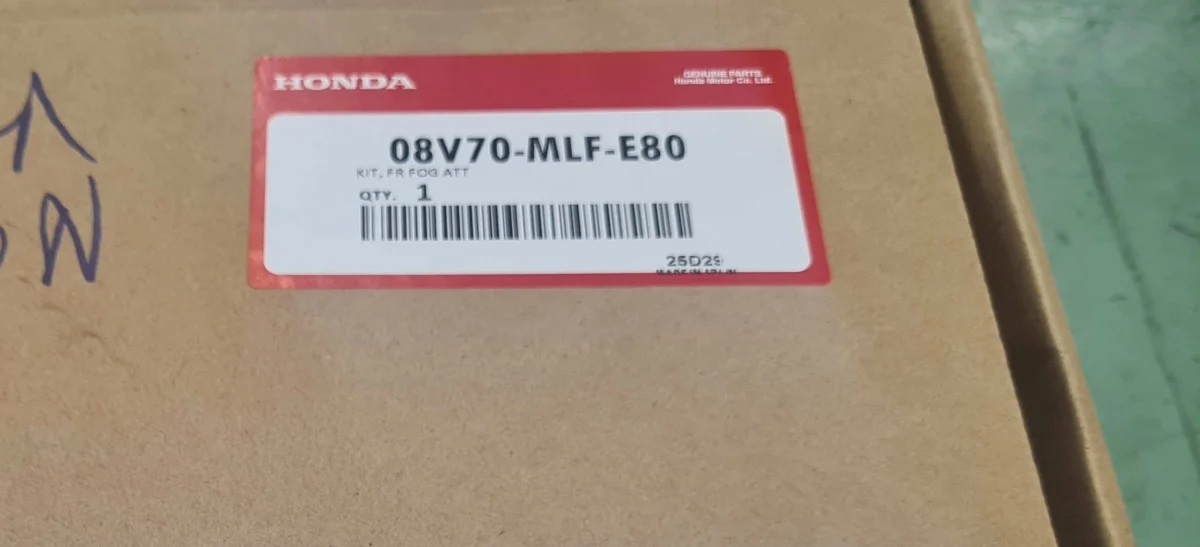 HONDA
GENUINE PARTS
Honda Motor Co. Ltd.
08V70-MLF-E80
KIT, FR FOG ATT
QTY. 1
25D29